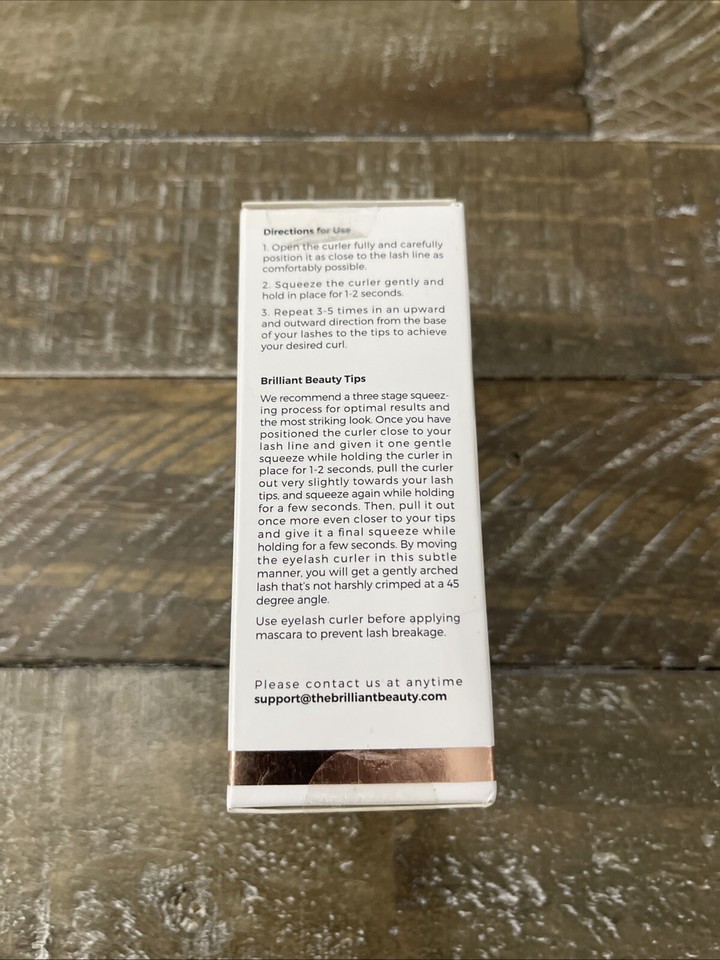 Directions for Use
1. Open the curler fully and carefully
position it as close to the lash line as
comfortably possible.
2. Squeeze the curler gently and
hold in place for 1-2 seconds.
3. Repeat 3-5 times in an upward
and outward direction from the base
of your lashes to the tips to achieve
your desired curl.
Brilliant Beauty Tips
We recommend a three stage squeez-
ing process for optimal results and
the most striking look. Once you have
positioned the curler close to your
lash line and given it one gentle
squeeze while holding the curler in
place for 1-2 seconds, pull the curler
out very slightly towards your lash
tips, and squeeze again while holding
for a few seconds. Then, pull it out
once more even closer to your tips
and give it a final squeeze while
holding for a few seconds. By moving
the eyelash curler in this subtle
manner, you will get a gently arched
lash that's not harshly crimped at a 45
degree angle.
Use eyelash curler before applying
mascara to prevent lash breakage.
Please contact us at anytime
support@thebrilliantbeauty.com